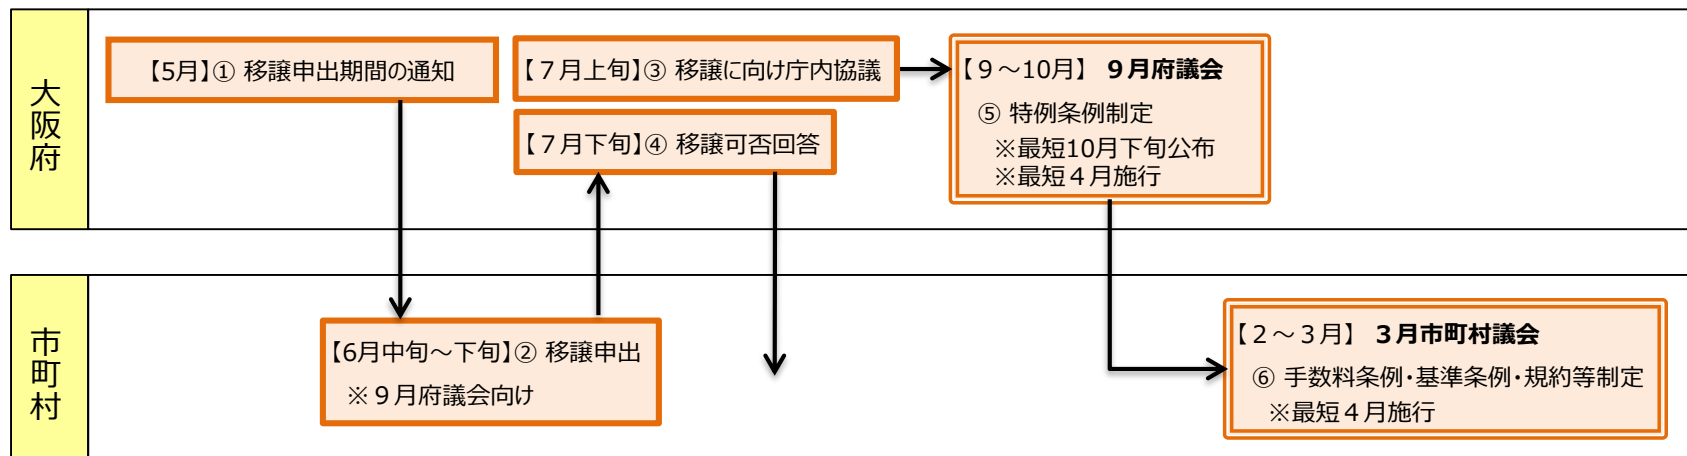 大阪府
【5月】① 移譲申出期間の通知
【７月上旬】③ 移譲に向け庁内協議
【７月下旬】④ 移譲可否回答
【９～10月】 ９月府議会
⑤ 特例条例制定
※最短10月下旬公布
※最短４月施行
市町村
【6月中旬～下旬】② 移譲申出
※９月府議会向け
【２～３月】 ３月市町村議会
⑥ 手数料条例・基準条例・規約等制定
※最短４月施行